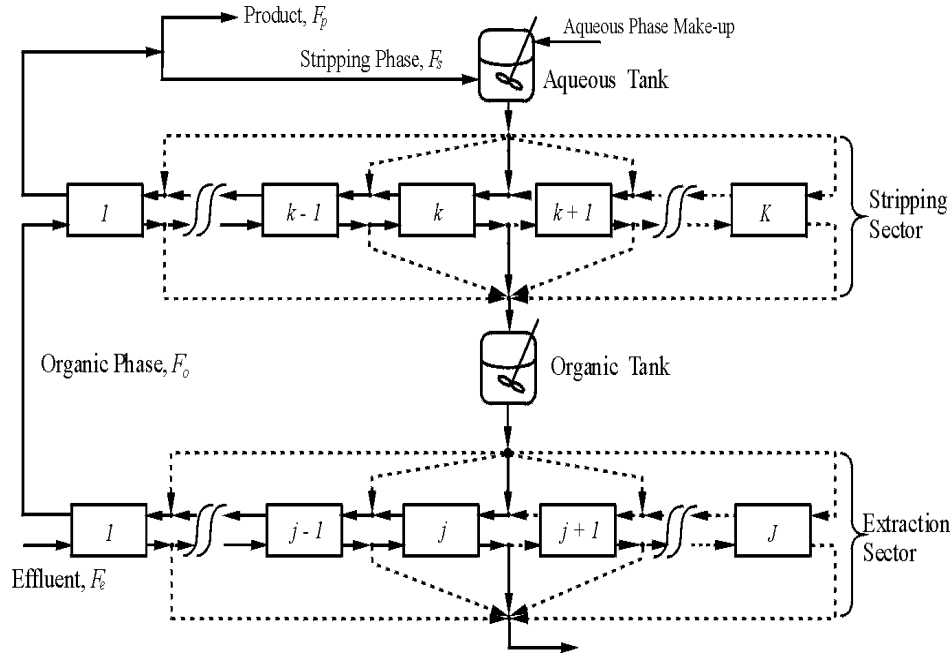 Product, Fp
Aqueous Phase Make-up
Stripping Phase, Fs
Aqueous Tank
1
k - 1
k
k + 1
K
Stripping
Sector
Organic Phase, Fo
Organic Tank
1
j - 1
j
j + 1
J
Extraction
Sector
Effluent, Fe